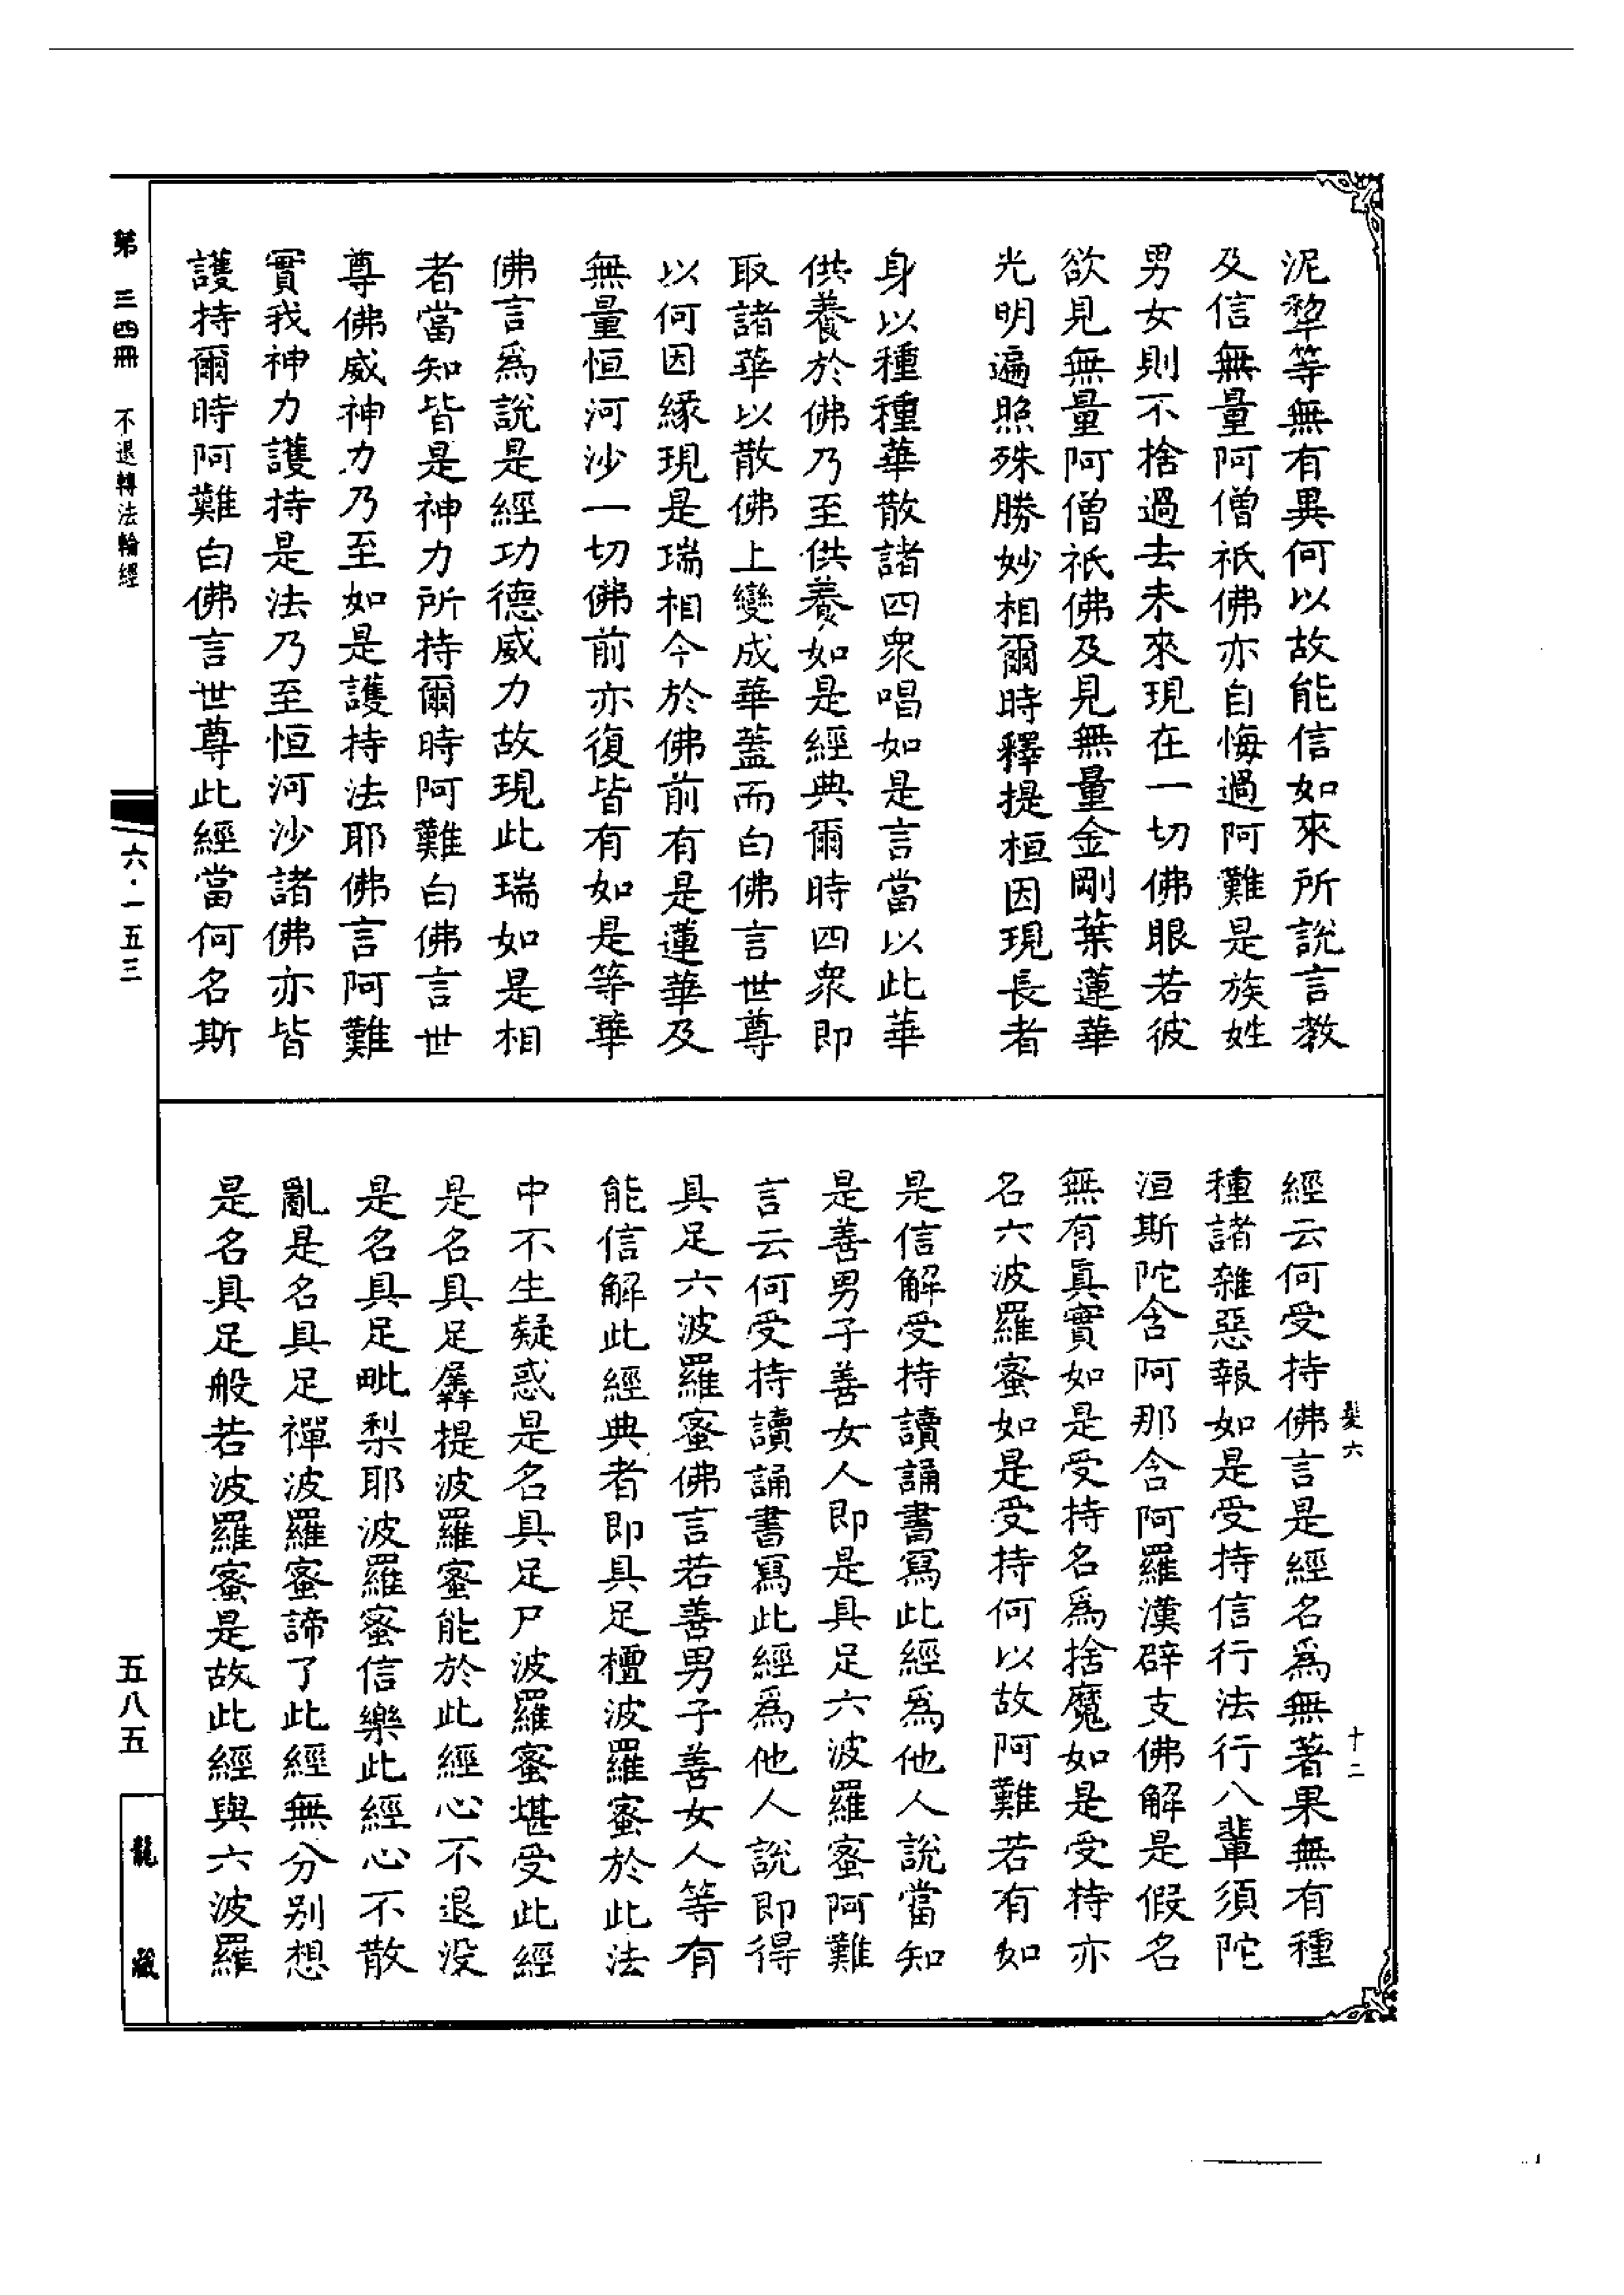 泥犂等無有異何以故能信如來所說言教
及信無量阿僧祇佛亦自悔過阿難是族姓
男女則不捨過去未來現在一切佛眼若彼
欲見無量阿僧祇佛及見無量金剛葉蓮華
光明遍照殊勝妙相爾時釋提桓因現長者
身以種種華散諸四衆唱如是言當以此華
供養於佛乃至供養如是經典爾時四衆即
取諸華以散佛上變成華蓋而白佛言世尊
以何因緣現是瑞相今於佛前有是蓮華及
無量恒河沙一切佛前亦復皆有如是等華
佛言爲說是經功德威力故現此瑞如是相
者當知皆是神力所持爾時阿難白佛言世
尊佛威神力乃至如是護持法耶佛言阿難
實我神力護持是法乃至恒河沙諸佛亦皆
護持爾時阿難白佛言世尊此經當何名斯
髮六 十二
經云何受持佛言是經名爲無著果無有種
種諸雜惡報如是受持信行法行八輩須陀
洹斯陀含阿那含阿羅漢辟支佛解是假名
無有眞實如是受持名爲捨魔如是受持亦
名六波羅蜜如是受持何以故阿難若有如
是信解受持讀誦書寫此經爲他人說當知
是善男子善女人即是具足六波羅蜜阿難
言云何受持讀誦書寫此經爲他人說即得
具足六波羅蜜佛言若善男子善女人等有
能信解此經典者即具足檀波羅蜜於此法
中不生疑惑是名具足尸波羅蜜堪受此經
是名具足羼提波羅蜜能於此經心不退没
是名具足毗梨耶波羅蜜信樂此經心不散
亂是名具足禪波羅蜜諦了此經無分别想
是名具足般若波羅蜜是故此經與六波羅
第三四冊 不退轉法輪經
六·一五三
五八五
龍藏